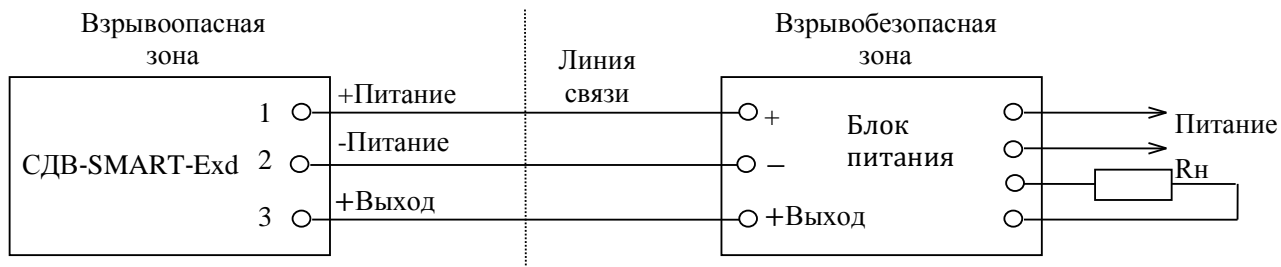 Взрывоопасная
зона
Взрывобезопасная
зона
Линия
связи
СДВ-SMART-Exd
1
+Питание
2
-Питание
3
+Выход
+
−
+Выход
Блок
питания
Питание
Rн